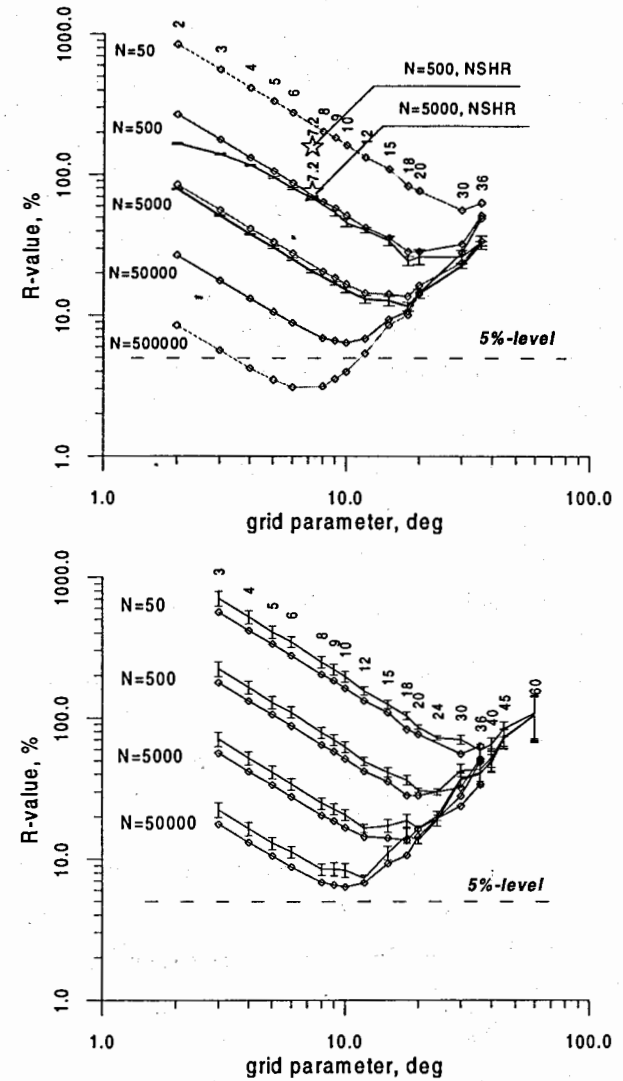 1000.0
2
N=50
3
4
5
6
7.2
8
9
10
12
15
18
20
30
36
N=500, NSHR
N=5000, NSHR
7.2
N=500
100.0
N=5000
R-value, %
N=50000
10.0
N=500000
5%-level
1.0
1.0
10.0
100.0
grid parameter, deg
1000.0
3
N=50
4
5
6
8
9
10
12
15
18
20
24
30
36
40
45
60
N=500
100.0
N=5000
R-value, %
N=50000
10.0
5%-level
1.0
1.0
10.0
100.0
grid parameter, deg